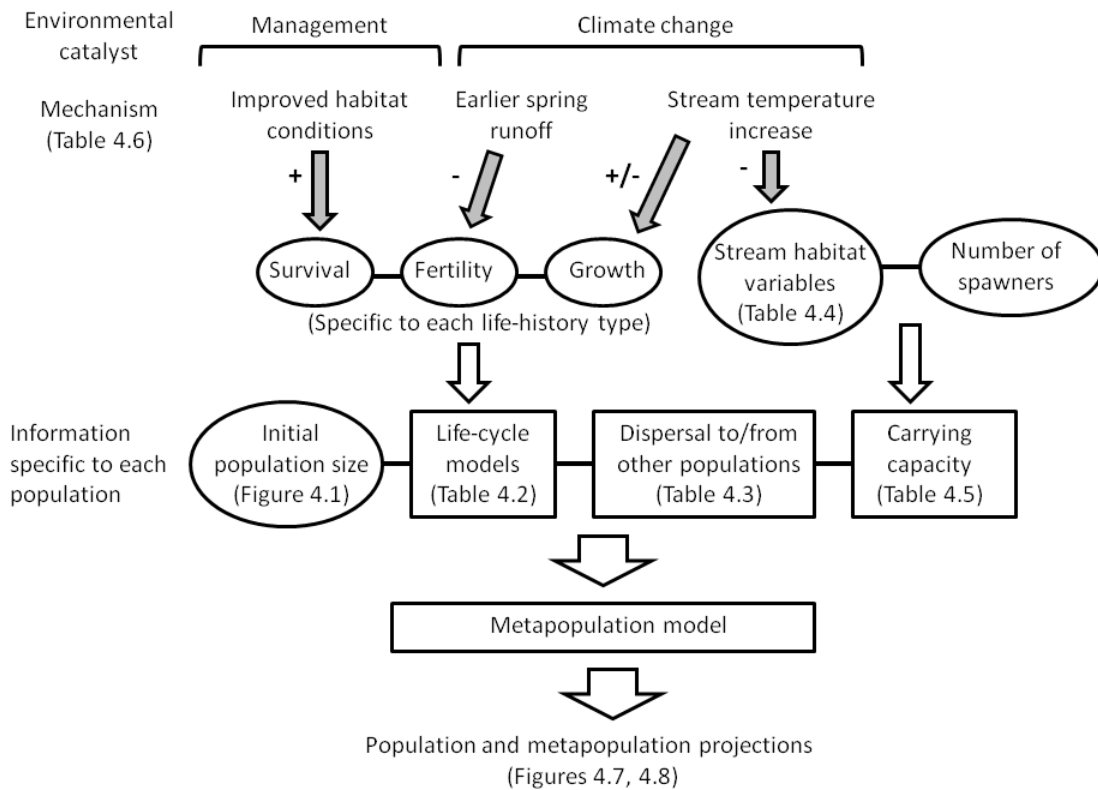 Environmental
catalyst
Management
Climate change
Mechanism
(Table 4.6)
Improved habitat
conditions
Earlier spring
runoff
Stream temperature
increase
+
-
+/-
-
Survival
Fertility
Growth
(Specific to each life-history type)
Stream habitat
variables
(Table 4.4)
Number of
spawners
Information
specific to each
population
Initial
population size
(Figure 4.1)
Life-cycle
models
(Table 4.2)
Dispersal to/from
other populations
(Table 4.3)
Carrying
capacity
(Table 4.5)
Metapopulation model
Population and metapopulation projections
(Figures 4.7, 4.8)